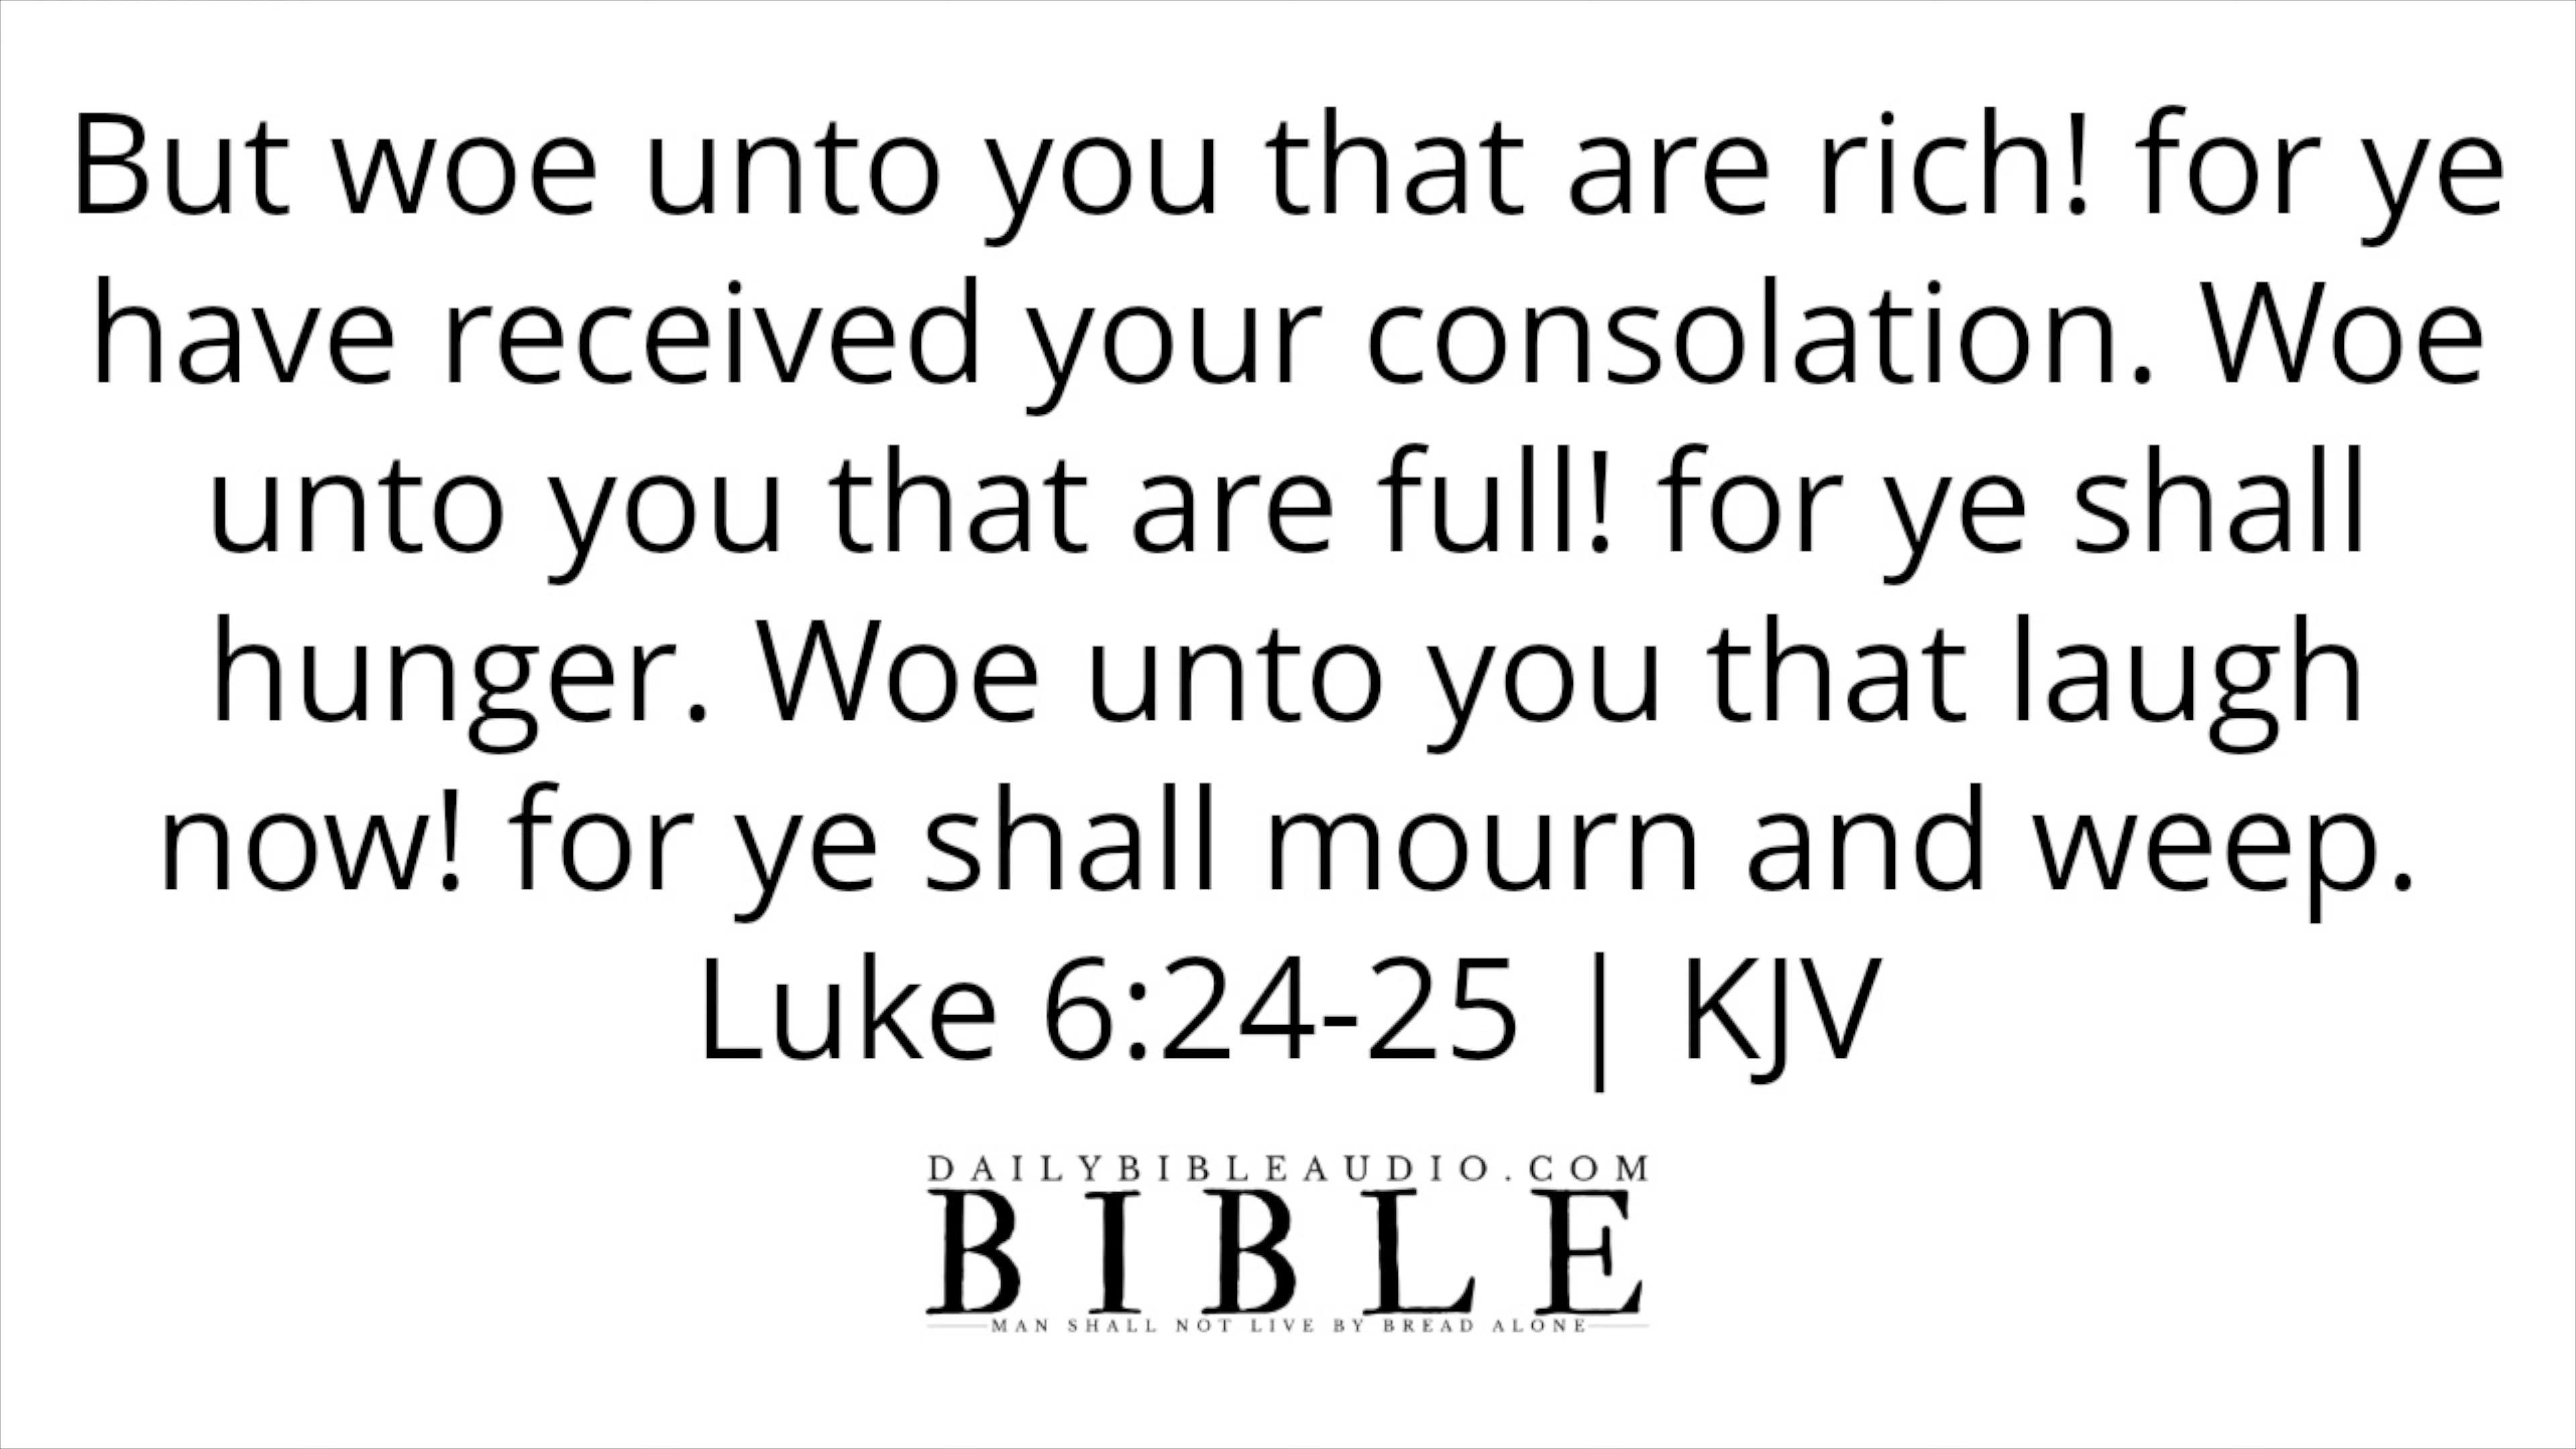 But woe unto you that are rich! for ye
have received your consolation. Woe
unto you that are full! for ye shall
hunger. Woe unto you that laugh
now! for ye shall mourn and weep.
Luke 6:24-25 | KJV
DAILYBIBLEAUDIO.COM
BIBLE
MAN SHALL NOT LIVE BY BREAD ALONE